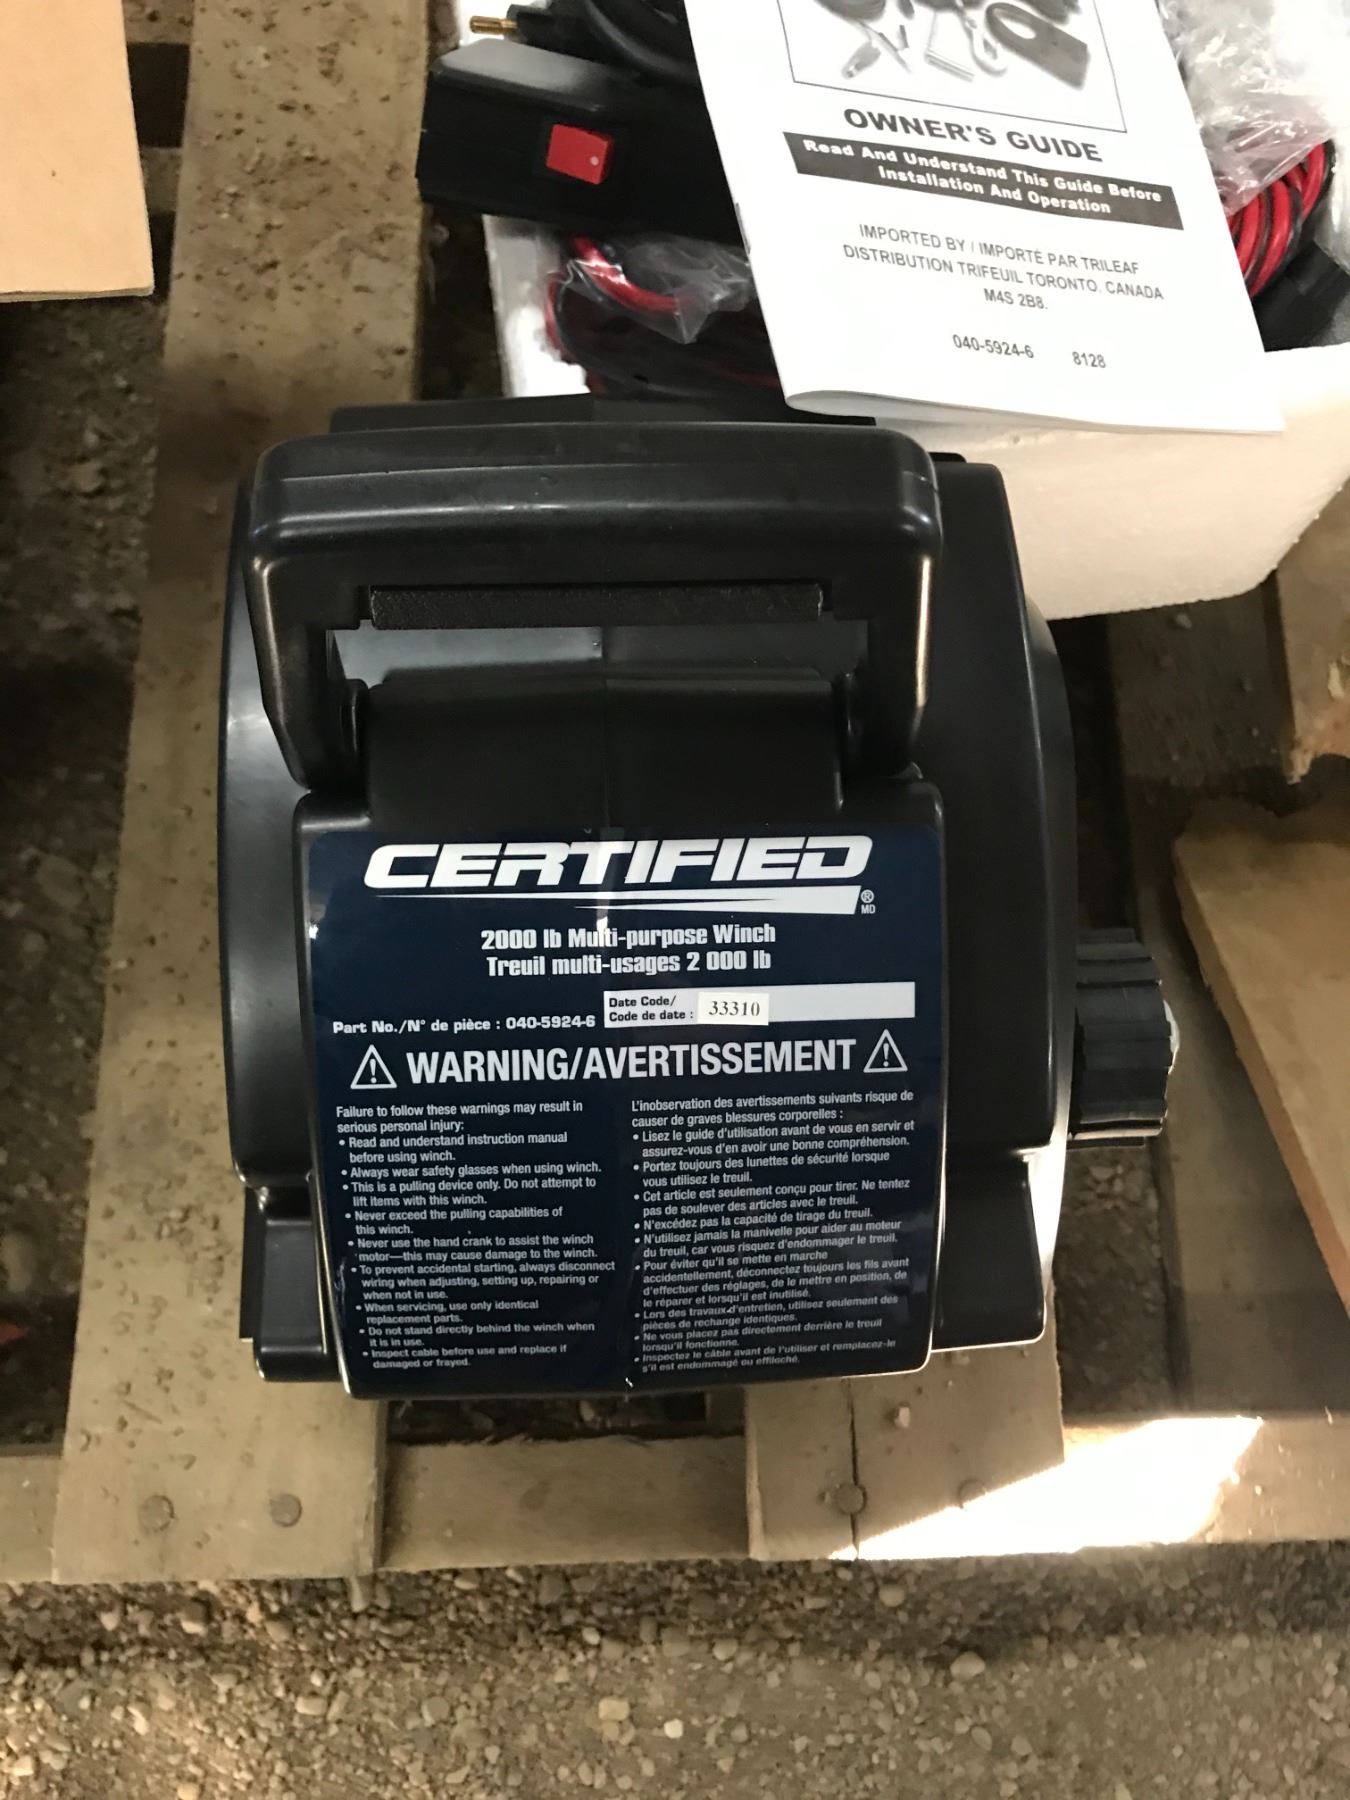 OWNER'S GUIDE
Read And Understand This Guide Before
Installation And Operation
IMPORTED BY / IMPORTÉ PAR TRILEAF
DISTRIBUTION TRIFEUIL TORONTO, CANADA
M4S 2B8.
040-5924-6 8128
CERTIFIED
®
MD
2000 lb Multi-purpose Winch
Treuil multi-usages 2 000 lb
Part No./N° de pièce : 040-5924-6
Date Code/
Code de date : 33310
WARNING/AVERTISSEMENT
Failure to follow these warnings may result in
serious personal injury:
• Read and understand instruction manual
before using winch.
• Always wear safety glasses when using winch.
• This is a pulling device only. Do not attempt to
lift items with this winch.
• Never exceed the pulling capabilities of
this winch.
• Never use the hand crank to assist the winch
motor—this may cause damage to the winch.
• To prevent accidental starting, always disconnect
wiring when adjusting, setting up, repairing or
when not in use.
• When servicing, use only identical
replacement parts.
• Do not stand directly behind the winch when
it is in use.
• Inspect cable before use and replace if
damaged or frayed.
L'inobservation des avertissements suivants risque de
causer de graves blessures corporelles :
• Lisez le guide d'utilisation avant de vous en servir et
assurez-vous d'en avoir une bonne compréhension.
• Portez toujours des lunettes de sécurité lorsque
vous utilisez le treuil.
• Cet article est seulement conçu pour tirer. Ne tentez
pas de soulever des articles avec le treuil.
• N'excédez pas la capacité de tirage du treuil.
• N'utilisez jamais la manivelle pour aider au moteur
du treuil, car vous risquez d'endommager le treuil.
• Pour éviter qu'il se mette en marche
accidentellement, déconnectez toujours les fils avant
d'effectuer des réglages, de le mettre en position, de
le réparer et lorsqu'il est inutilisé.
• Lors des travaux d'entretien, utilisez seulement des
pièces de rechange identiques.
• Ne vous placez pas directement derrière le treuil
lorsqu'il fonctionne.
• Inspectez le câble avant de l'utiliser et remplacez-le
s'il est endommagé ou effiloché.